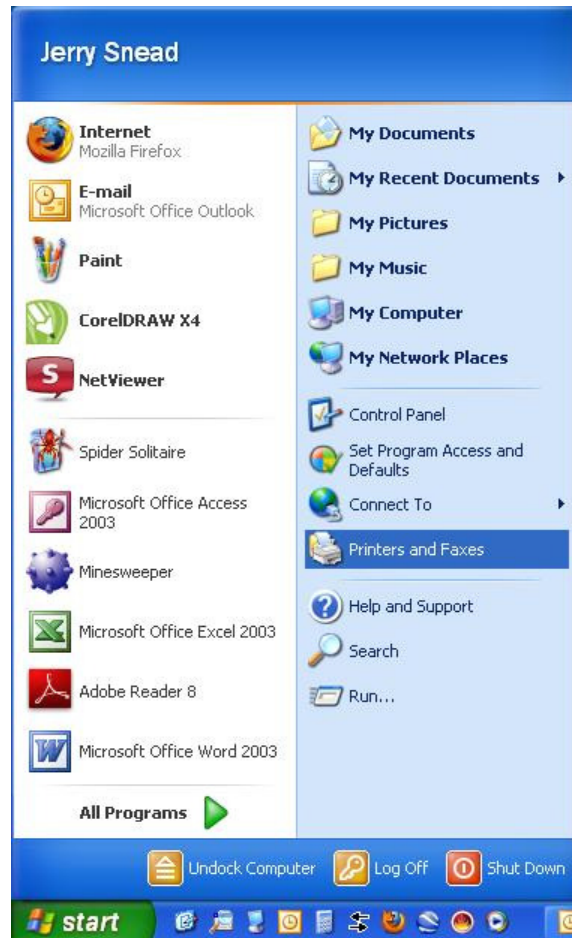 Jerry Snead
Internet
Mozilla Firefox
E-mail
Microsoft Office Outlook
Paint
CorelDRAW X4
S
NetViewer
Spider Solitaire
Microsoft Office Access
2003
Minesweeper
Microsoft Office Excel 2003
Adobe Reader 8
Microsoft Office Word 2003
All Programs
My Documents
My Recent Documents
My Pictures
My Music
My Computer
My Network Places
Control Panel
Set Program Access and
Defaults
Connect To
Printers and Faxes
Help and Support
Search
Run...
Undock Computer
Log Off
Shut Down
start